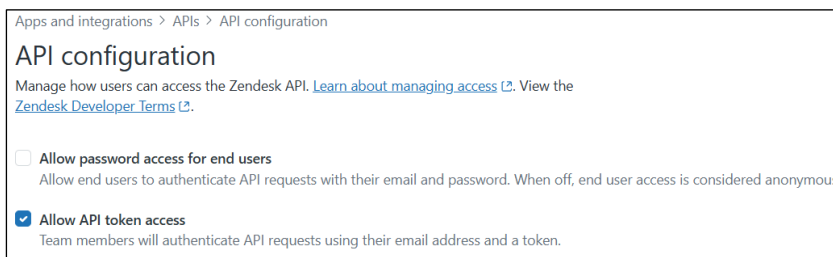 Apps and integrations > APIs > API configuration
API configuration
Manage how users can access the Zendesk API. Learn about managing access. View the
Zendesk Developer Terms.
Allow password access for end users
Allow end users to authenticate API requests with their email and password. When off, end user access is considered anonymous
Allow API token access
Team members will authenticate API requests using their email address and a token.